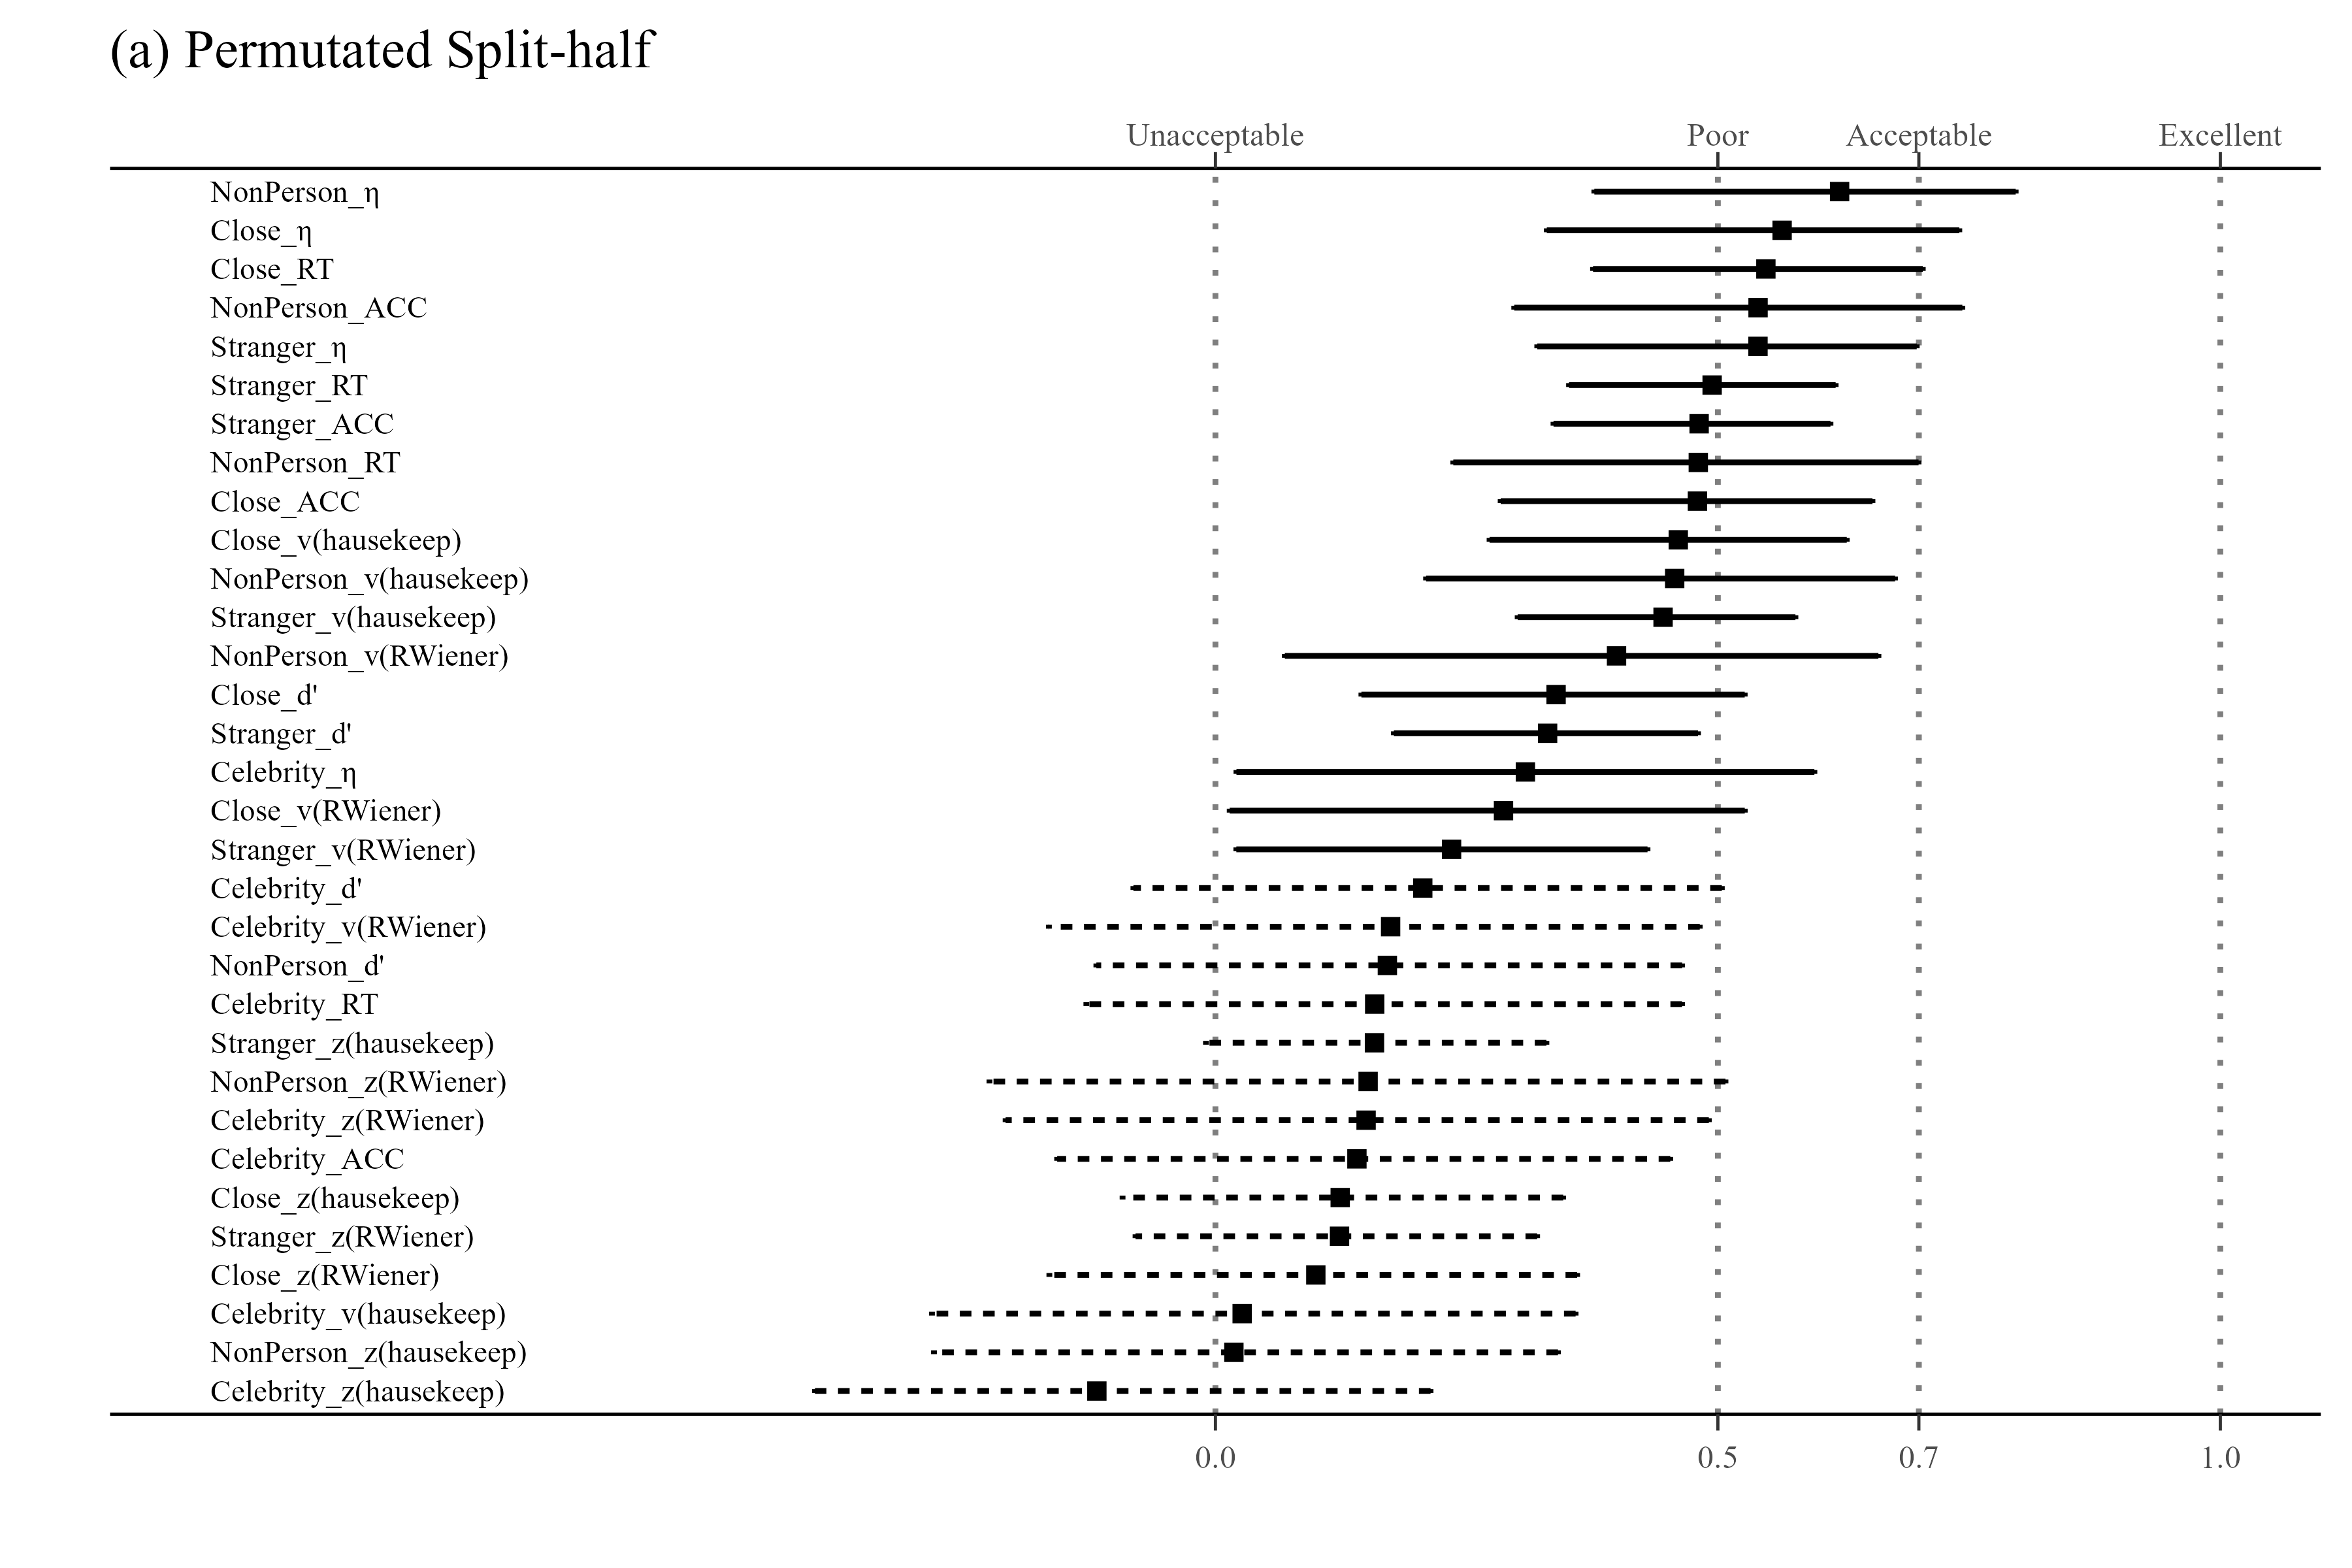 (a) Permutated Split-half
Unacceptable Poor Acceptable Excellent
NonPerson_η
Close_η
Close_RT
NonPerson_ACC
Stranger_η
Stranger_RT
Stranger_ACC
NonPerson_RT
Close_ACC
Close_v(hausekeep)
NonPerson_v(hausekeep)
Stranger_v(hausekeep)
NonPerson_v(RWiener)
Close_d'
Stranger_d'
Celebrity_η
Close_v(RWiener)
Stranger_v(RWiener)
Celebrity_d'
Celebrity_v(RWiener)
NonPerson_d'
Celebrity_RT
Stranger_z(hausekeep)
NonPerson_z(RWiener)
Celebrity_z(RWiener)
Celebrity_ACC
Close_z(hausekeep)
Stranger_z(RWiener)
Close_z(RWiener)
Celebrity_v(hausekeep)
NonPerson_z(hausekeep)
Celebrity_z(hausekeep)
0.0 0.5 0.7 1.0